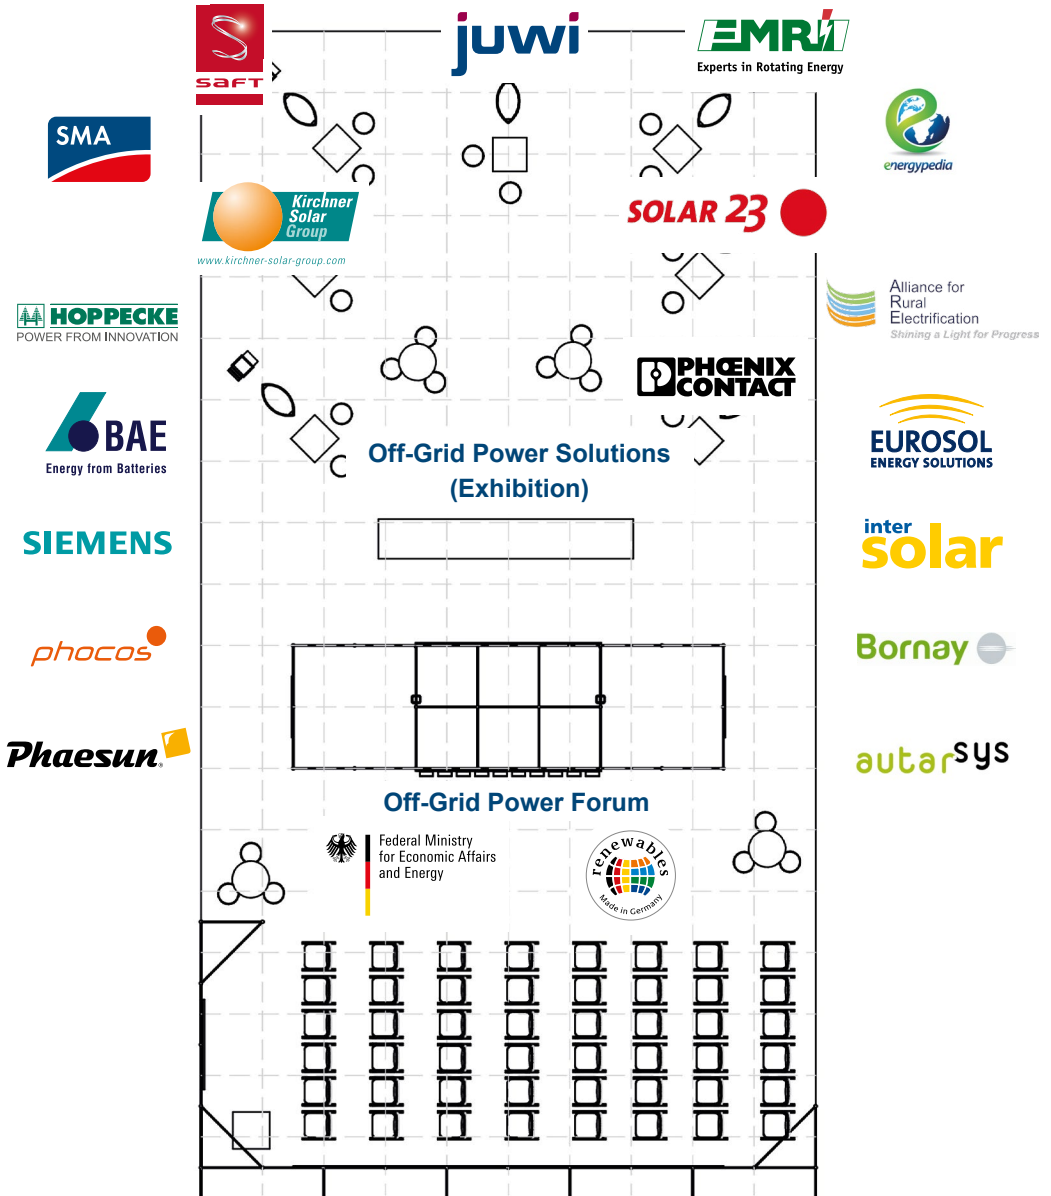 saft
juwi
EMRI
Experts in Rotating Energy
SMA
energypedia
Kirchner
Solar
Group
www.kirchner-solar-group.com
SOLAR 23
HOPPECKE
POWER FROM INNOVATION
Alliance for
Rural
Electrification
Shining a Light for Progress
PHŒNIX
CONTACT
BAE
Energy from Batteries
Off-Grid Power Solutions
(Exhibition)
EUROSOL
ENERGY SOLUTIONS
SIEMENS
inter
solar
phocos
Bornay
Phaesun
autarsys
Off-Grid Power Forum
Federal Ministry
for Economic Affairs
and Energy
renewables
Made in Germany